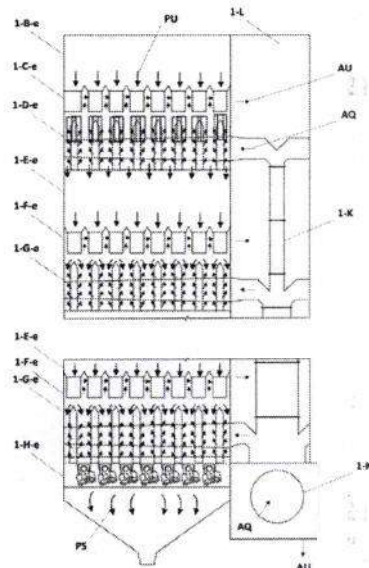 1-B-e
PU
1-L
1-C-e
AU
1-D-e
AQ
1-E-e
1-F-e
1-K
1-G-e
1-E-e
1-F-e
1-G-e
1-H-e
AQ
PS
AU